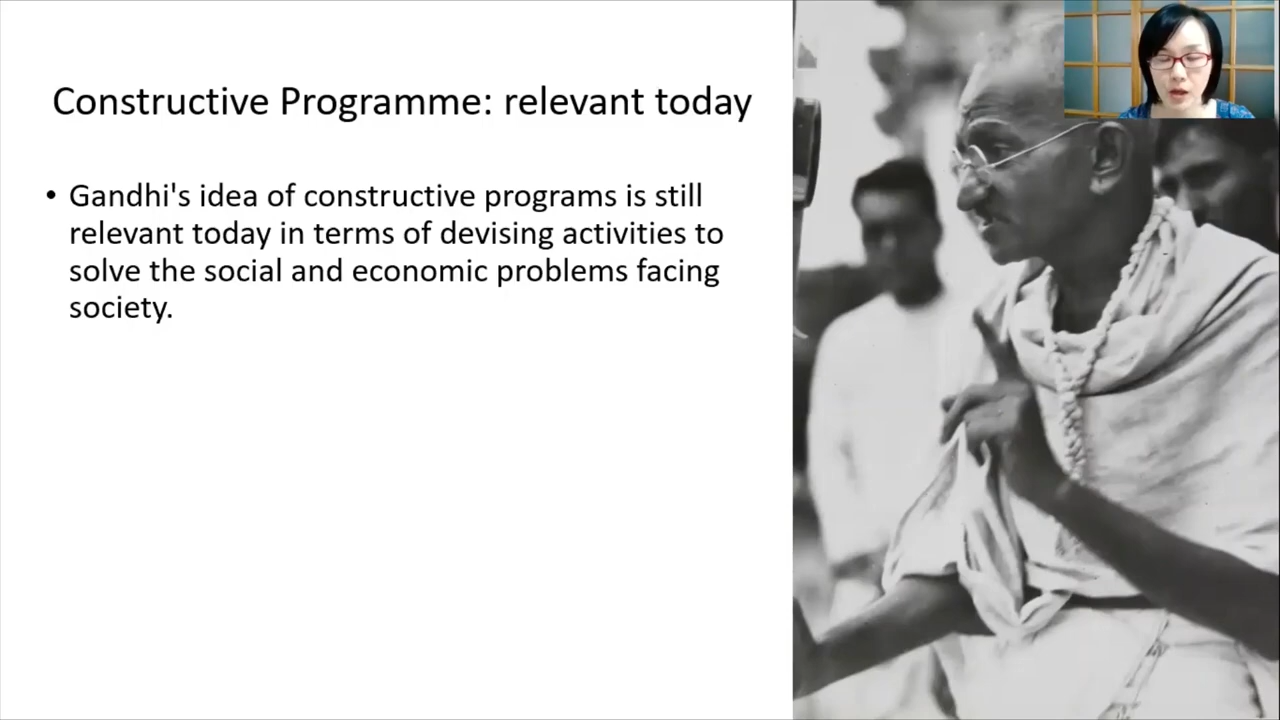 Constructive Programme: relevant today
• Gandhi's idea of constructive programs is still
relevant today in terms of devising activities to
solve the social and economic problems facing
society.